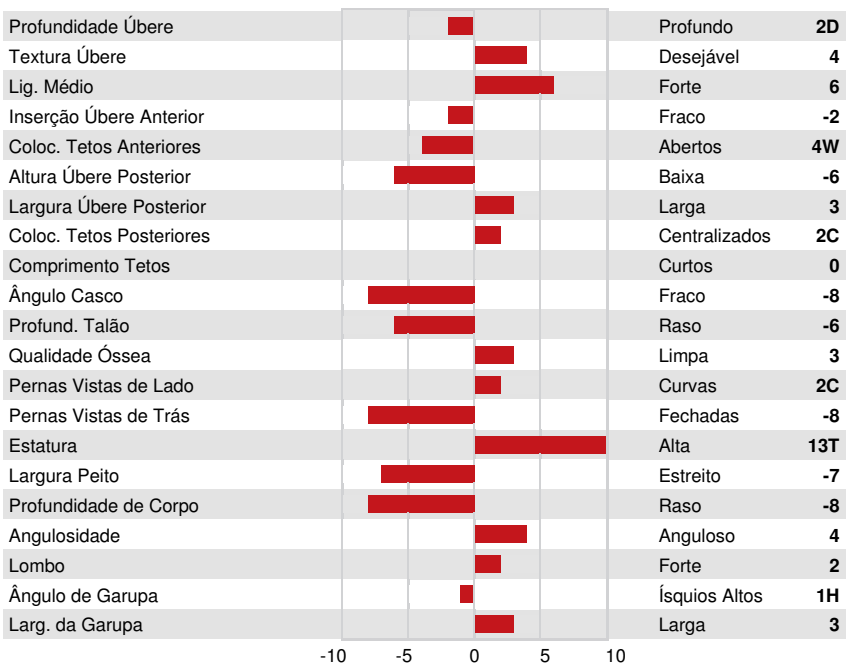 Profundidade Úbere Profundo 2D
Textura Úbere Desejável 4
Lig. Médio Forte 6
Inserção Úbere Anterior Fraco -2
Coloc. Tetos Anteriores Abertos 4W
Altura Úbere Posterior Baixa -6
Largura Úbere Posterior Larga 3
Coloc. Tetos Posteriores Centralizados 2C
Comprimento Tetos Curtos 0
Ângulo Casco Fraco -8
Profund. Talão Raso -6
Qualidade Óssea Limpa 3
Pernas Vistas de Lado Curvas 2C
Pernas Vistas de Trás Fechadas -8
Estatura Alta 13T
Largura Peito Estreito -7
Profundidade de Corpo Raso -8
Angulosidade Anguloso 4
Lombo Forte 2
Ângulo de Garupa Ísquios Altos 1H
Larg. da Garupa Larga 3
-10 -5 0 5 10